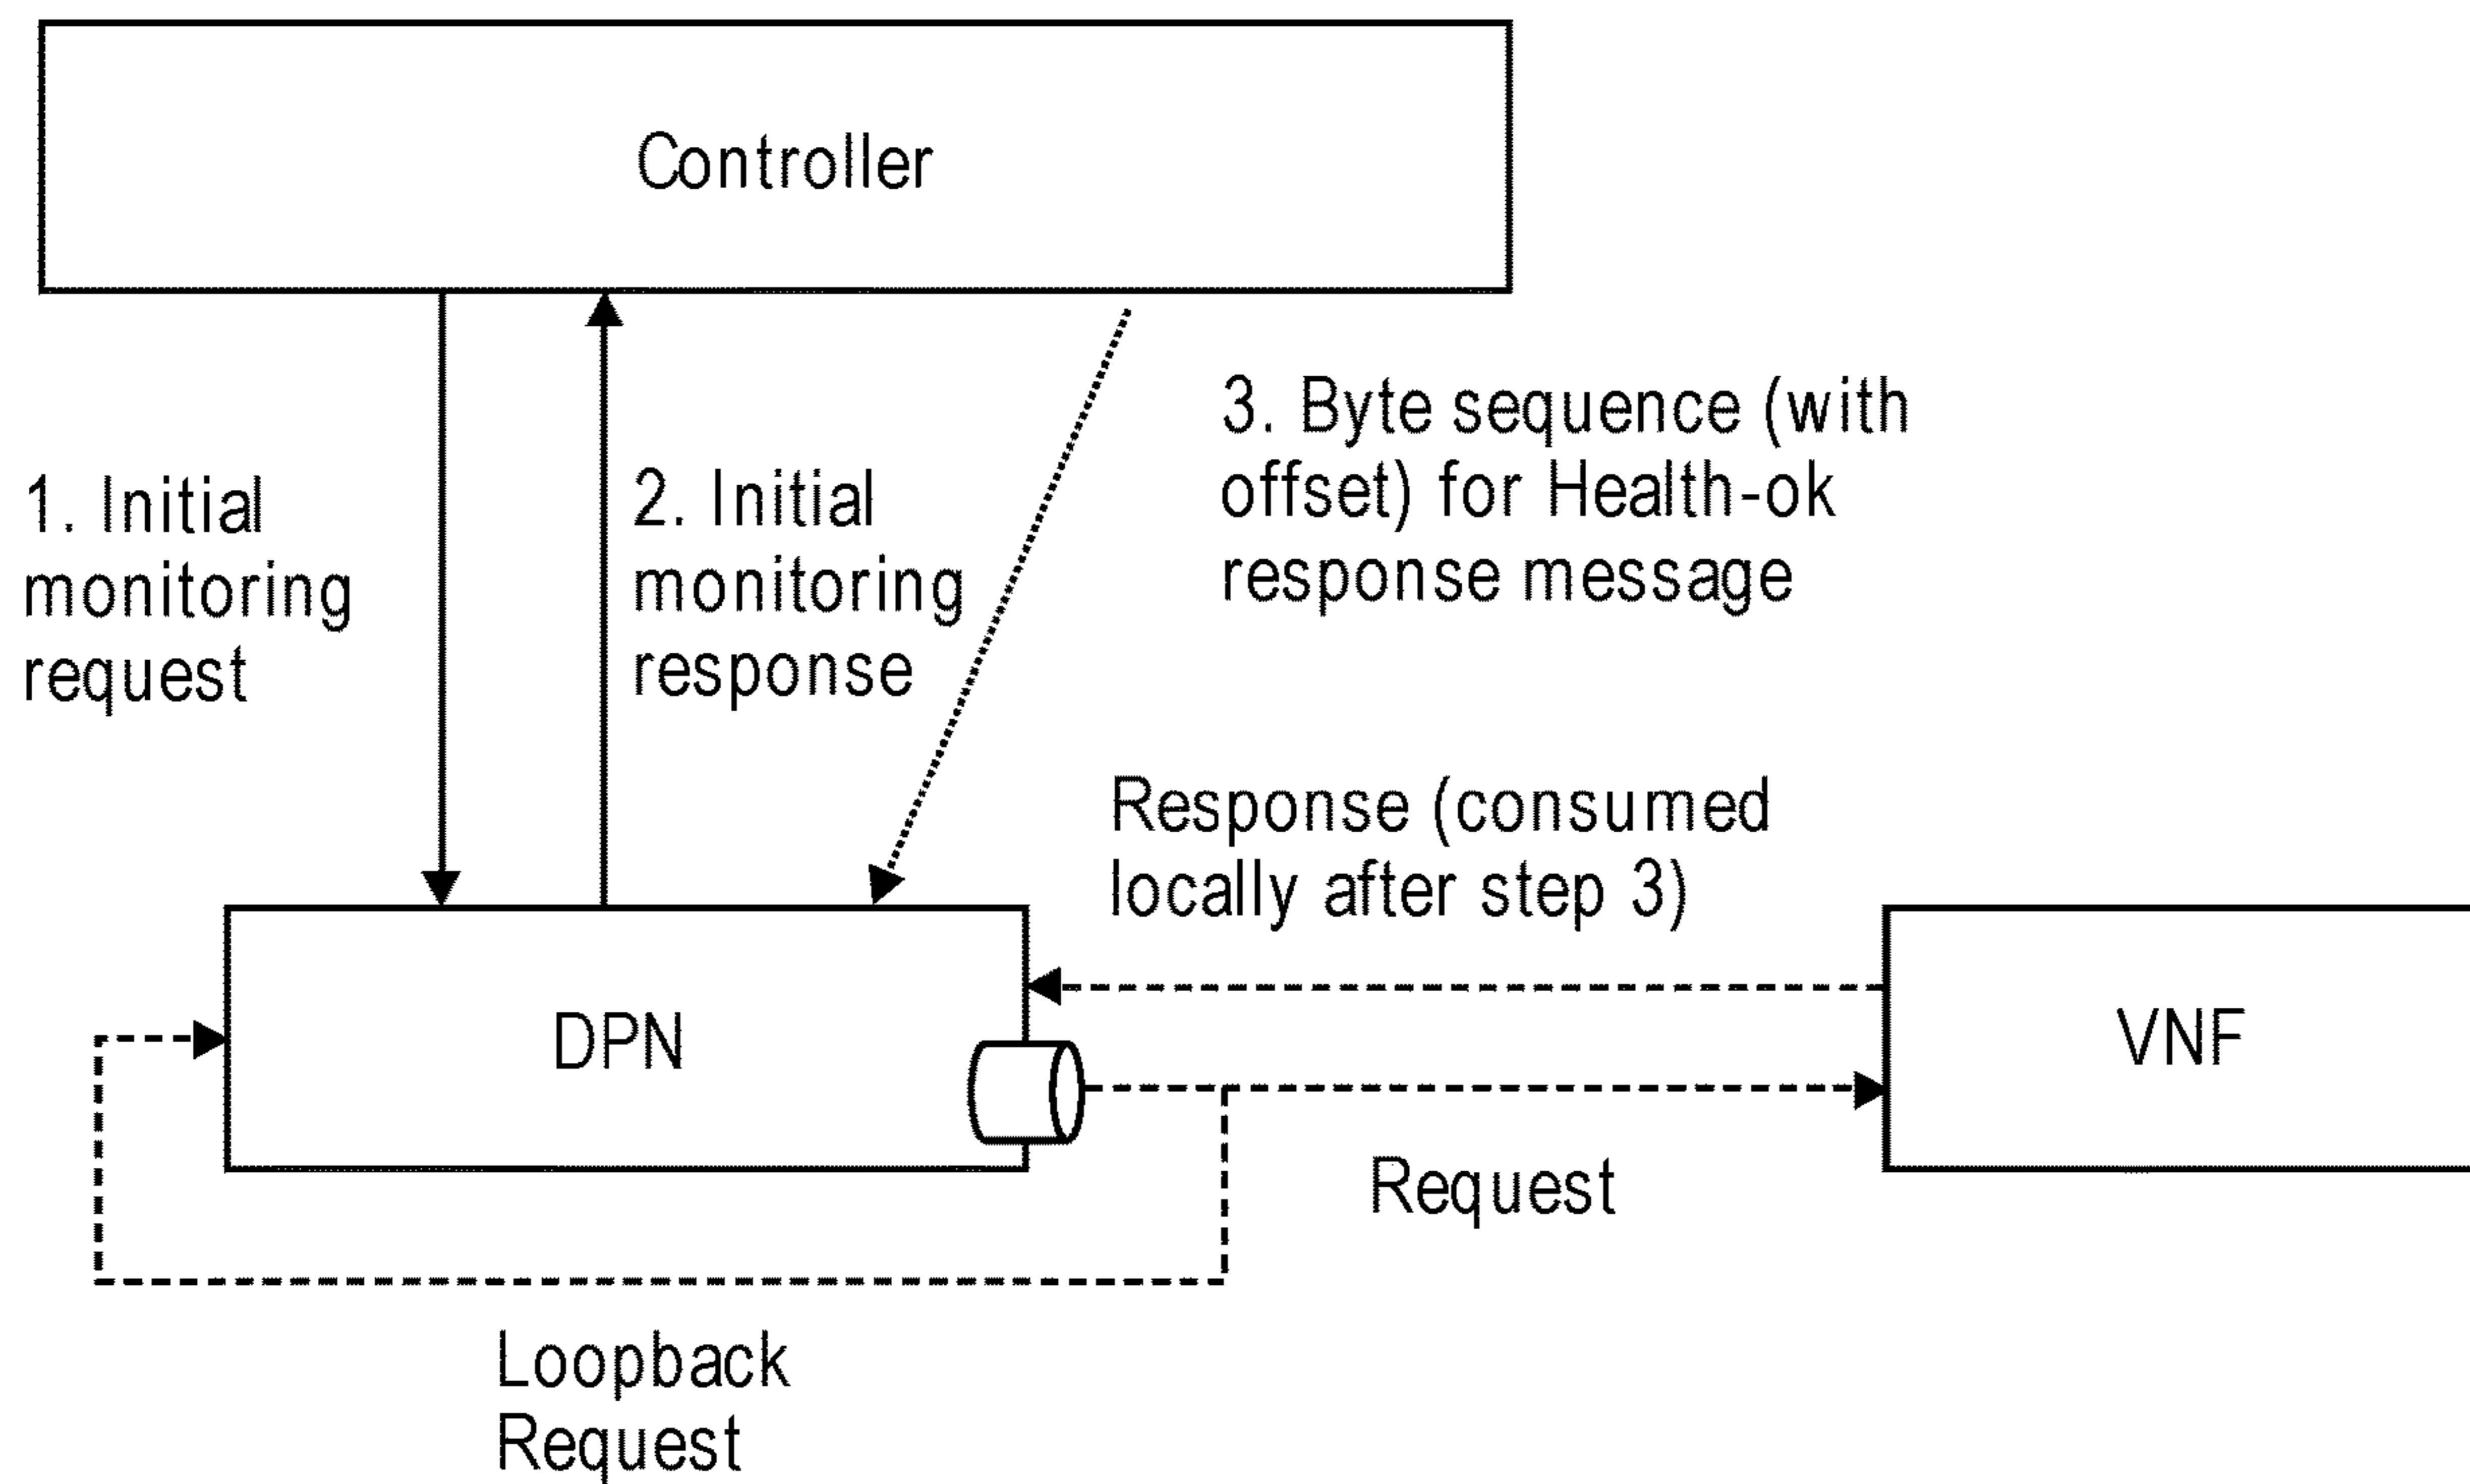 Controller
1. Initial
monitoring
request
2. Initial
monitoring
response
3. Byte sequence (with
offset) for Health-ok
response message
Response (consumed
locally after step 3)
DPN
VNF
Request
Loopback
Request